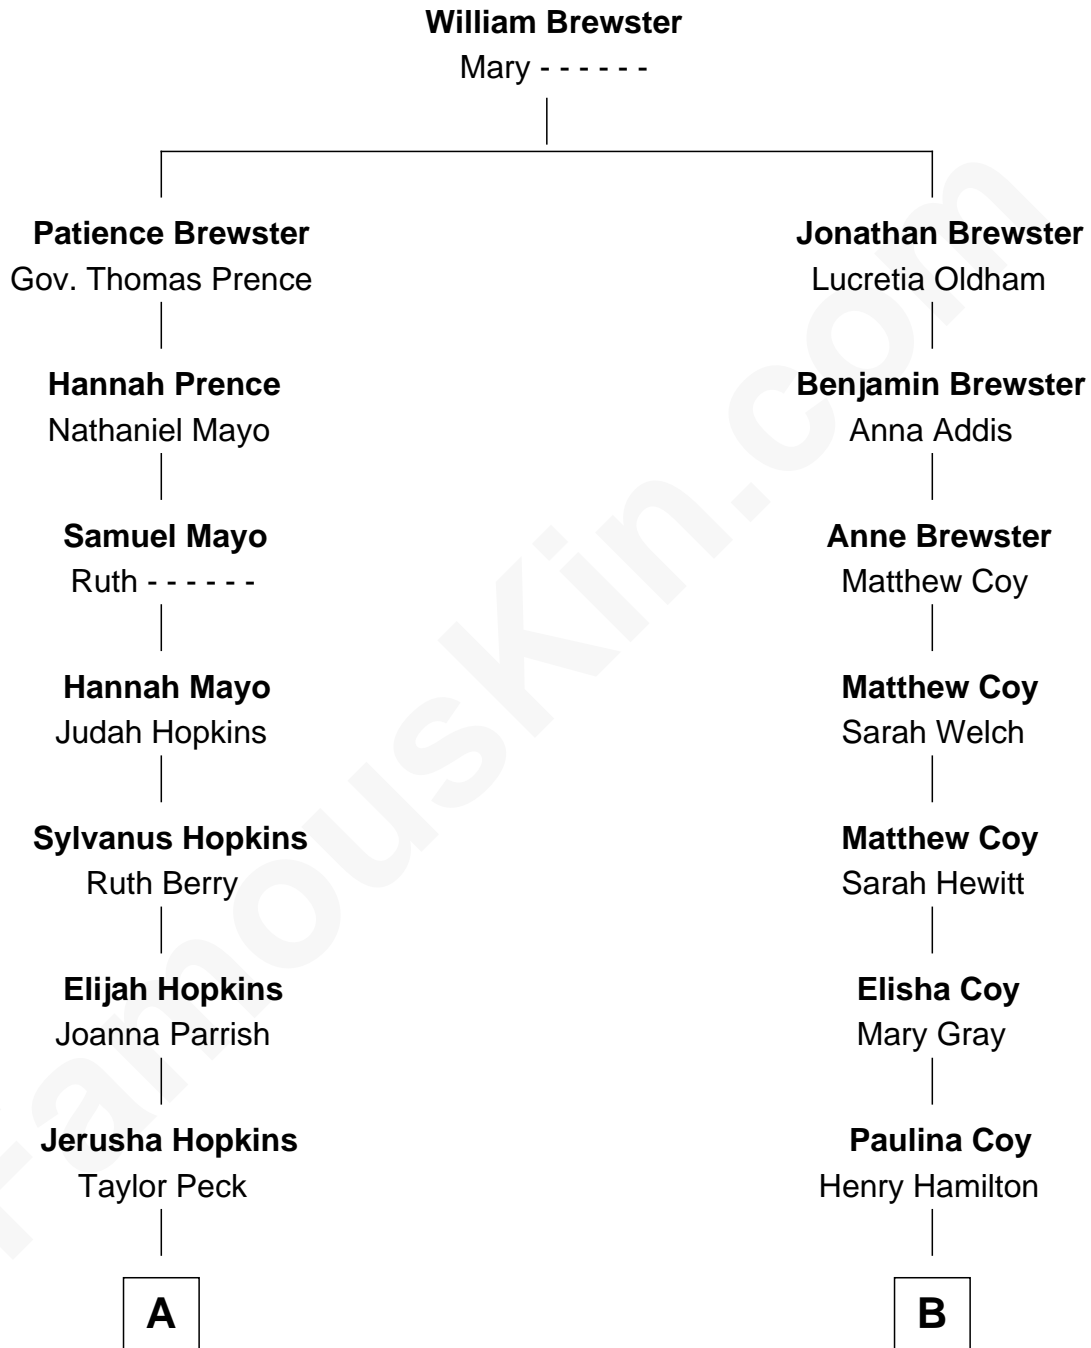 William Brewster
Mary - - - - - -
Patience Brewster
Gov. Thomas Prence
Jonathan Brewster
Lucretia Oldham
Hannah Prence
Nathaniel Mayo
Benjamin Brewster
Anna Addis
Samuel Mayo
Ruth - - - - - -
Anne Brewster
Matthew Coy
Hannah Mayo
Judah Hopkins
Matthew Coy
Sarah Welch
Sylvanus Hopkins
Ruth Berry
Matthew Coy
Sarah Hewitt
Elijah Hopkins
Joanna Parrish
Elisha Coy
Mary Gray
Jerusha Hopkins
Taylor Peck
Paulina Coy
Henry Hamilton
A
B
FamousKin.com